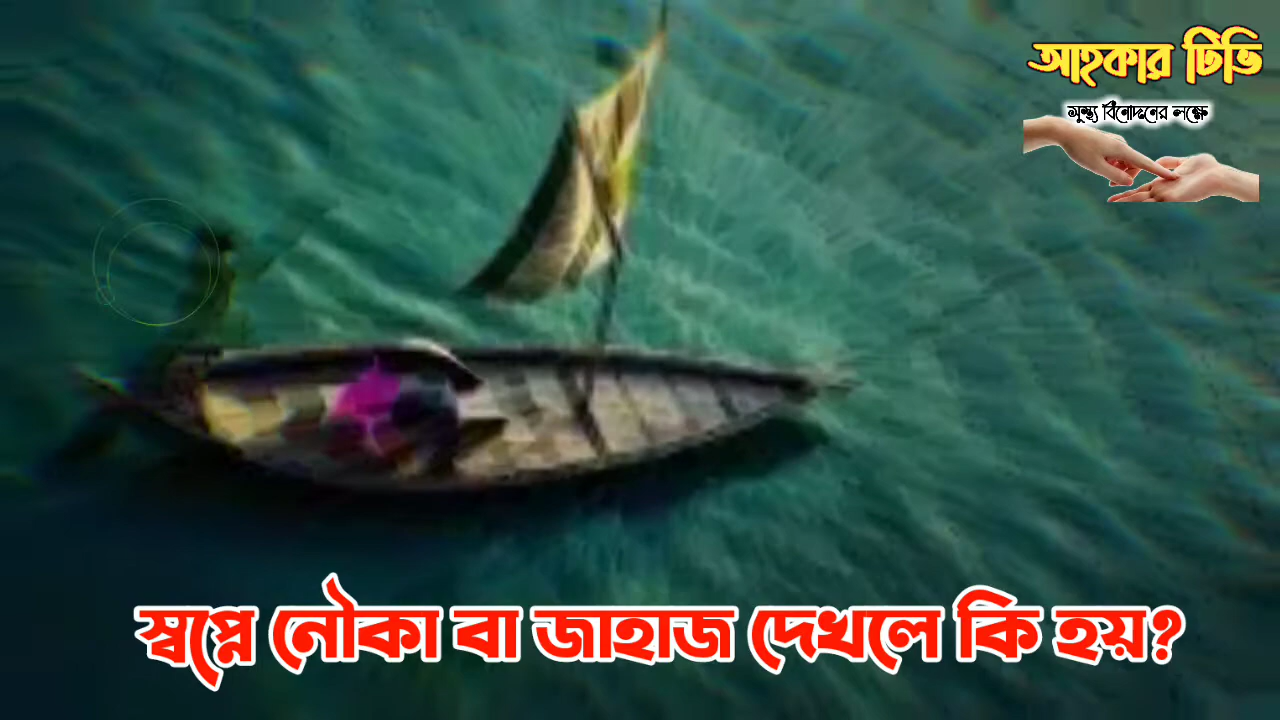 আহকার টিভি
সুস্থ্য বিনোদনের লক্ষে
স্বপ্নে নৌকা বা জাহাজ দেখলে কি হয়?